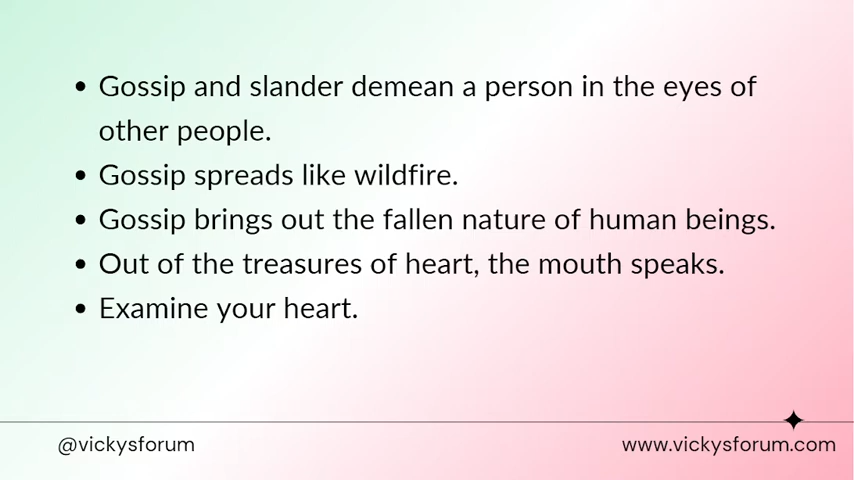 • Gossip and slander demean a person in the eyes of
other people.
• Gossip spreads like wildfire.
• Gossip brings out the fallen nature of human beings.
• Out of the treasures of heart, the mouth speaks.
• Examine your heart.
@vickysforum
www.vickysforum.com